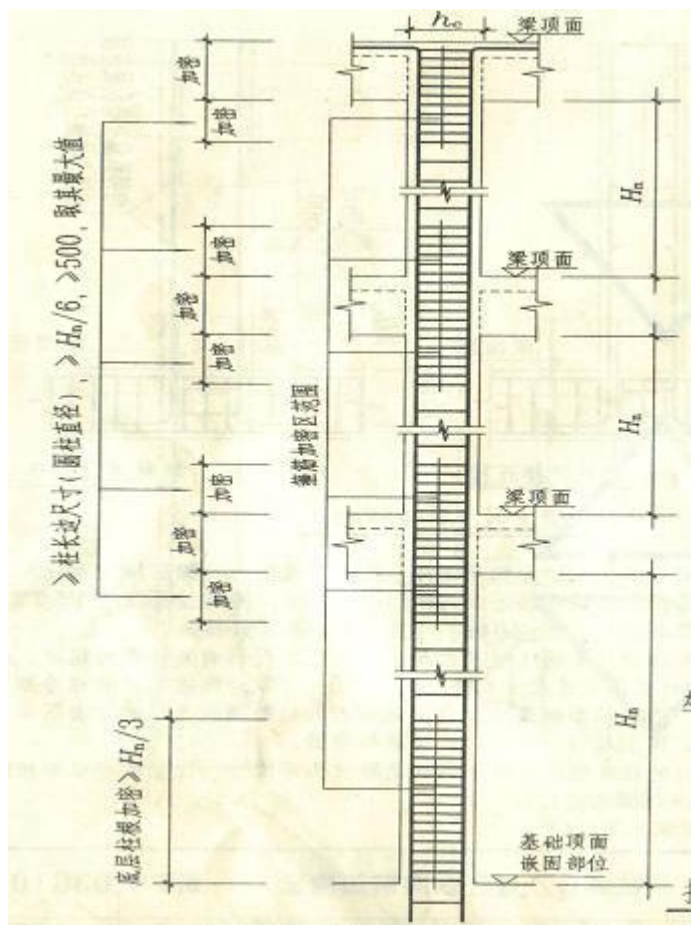 hc
梁顶面
加密
加密
Hn
≥柱长边尺寸(圆柱直径), ≥Hn/6, ≥500, 取其最大值
加密
梁顶面
加密
加密
箍筋加密区范围
Hn
加密
梁顶面
加密
加密
Hn
底层柱根加密≥Hn/3
基础顶面
嵌固部位